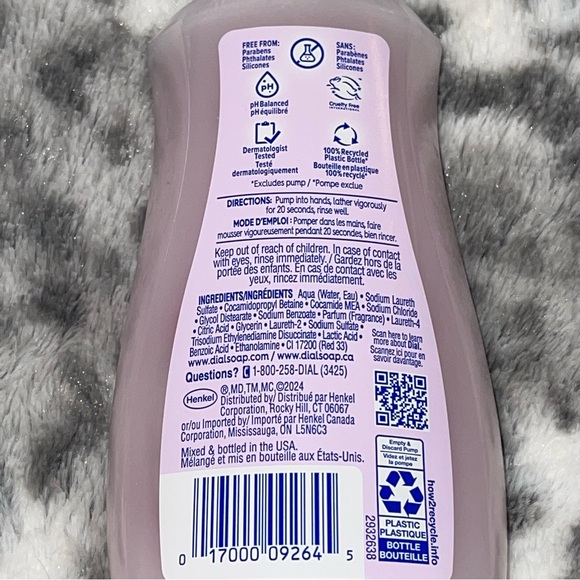 FREE FROM:
Parabens
Phthalates
Silicones
SANS:
Parabènes
Phtalates
Silicones
pH
pH Balanced
pH équilibré
Cruelty Free
INTERNATIONAL
Dermatologist
Tested
Testé
dermatologiquement
100% Recycled
Plastic Bottle*
Bouteille en plastique
100% recyclé*
*Excludes pump / *Pompe exclue
DIRECTIONS: Pump into hands, lather vigorously
for 20 seconds, rinse well.
MODE D'EMPLOI : Pomper dans les mains, faire
mousser vigoureusement pendant 20 secondes, bien rincer.
Keep out of reach of children. In case of contact
with eyes, rinse immediately. / Gardez hors de la
portée des enfants. En cas de contact avec les
yeux, rincez immédiatement.
INGREDIENTS/INGRÉDIENTS Aqua (Water, Eau) • Sodium Laureth
Sulfate • Cocamidopropyl Betaine • Cocamide MEA • Sodium Chloride
• Glycol Distearate • Sodium Benzoate • Parfum (Fragrance) • Laureth-4
• Citric Acid • Glycerin • Laureth-2 • Sodium Sulfate •
Trisodium Ethylenediamine Disuccinate • Lactic Acid •
Benzoic Acid • Ethanolamine • CI 17200 (Red 33)
www.dialsoap.com / www.dialsoap.ca
Questions? 1-800-258-DIAL (3425)
Scan here to learn
more about Dial.
Scannez ici pour en
savoir davantage.
Henkel
®,MD,TM,MC,©2024
Distributed by/ Distribué par Henkel
Corporation, Rocky Hill, CT 06067
or/ou Imported by/ Importé par Henkel Canada
Corporation, Mississauga, ON L5N6C3
Mixed & bottled in the USA.
Mélangé et mis en bouteille aux États-Unis.
0 17000 09264 5
2932638
Empty &
Discard Pump
Videz et jetez
la pompe
PLASTIC
PLASTIQUE
BOTTLE
BOUTEILLE
how2recycle.info